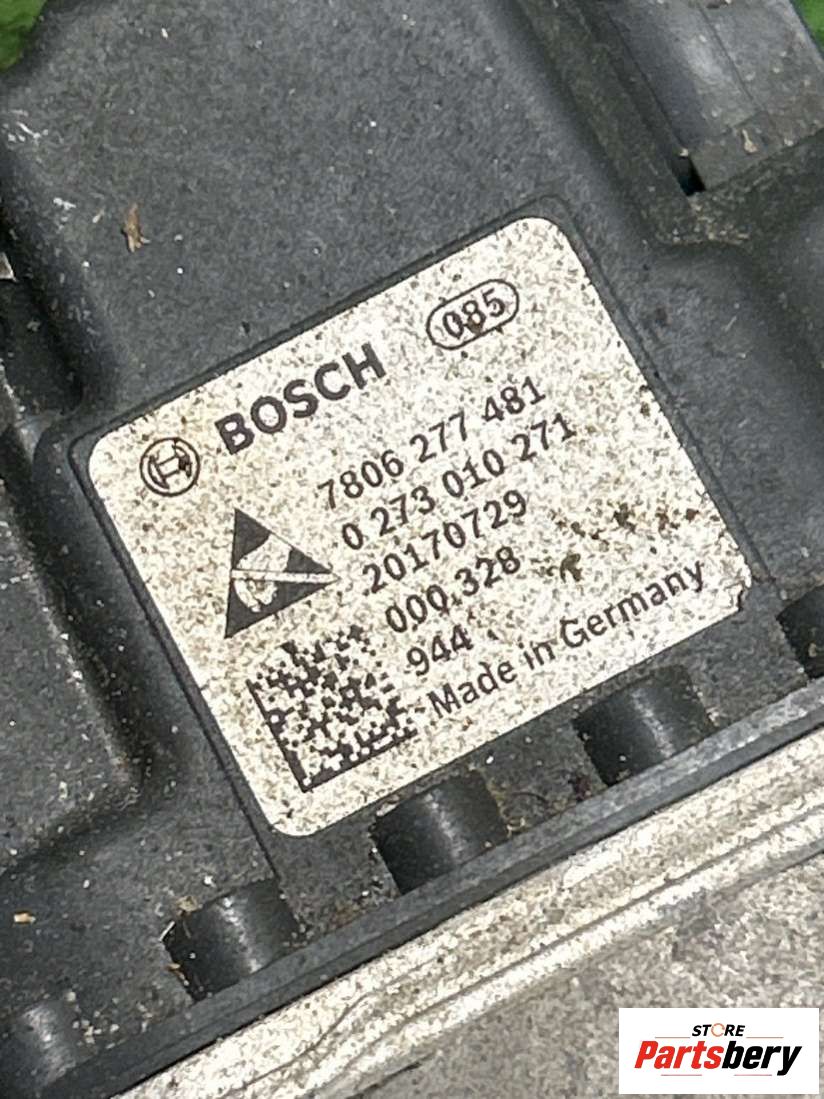 085
BOSCH
7806 277 481
0 273 010 271
20170729
000.328
944
Made in Germany
STORE
Partsbery